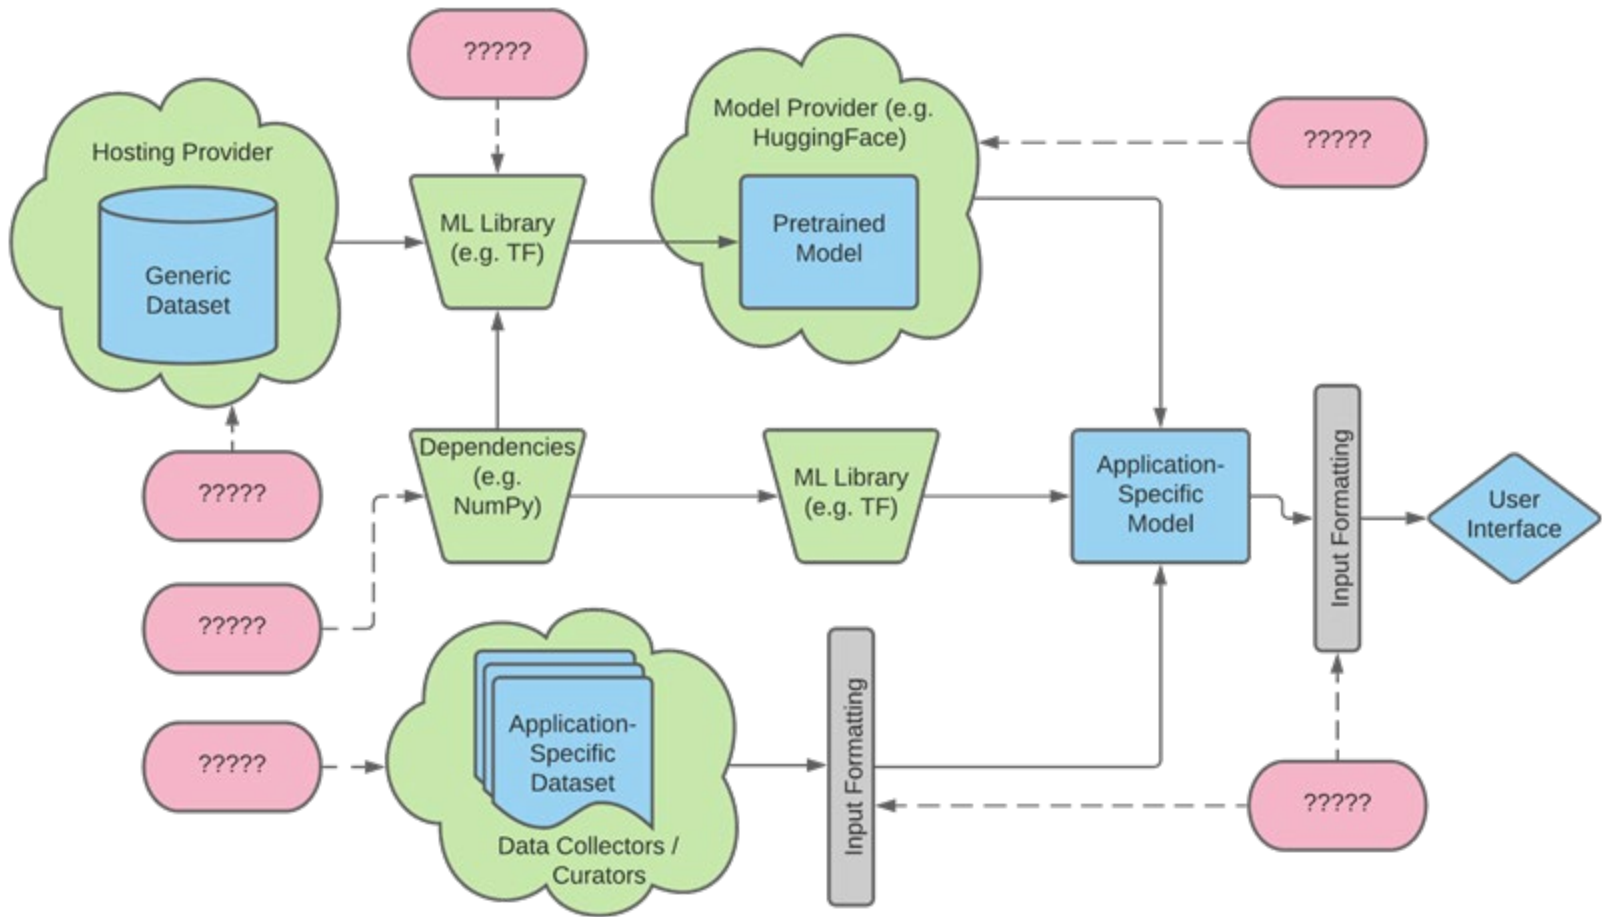 ?????
Model Provider (e.g.
HuggingFace)
?????
Hosting Provider
ML Library
(e.g. TF)
Pretrained
Model
Generic
Dataset
?????
Dependencies
(e.g.
NumPy)
ML Library
(e.g. TF)
Application-
Specific
Model
Input Formatting
User
Interface
?????
?????
Application-
Specific
Dataset
Data Collectors /
Curators
Input Formatting
?????